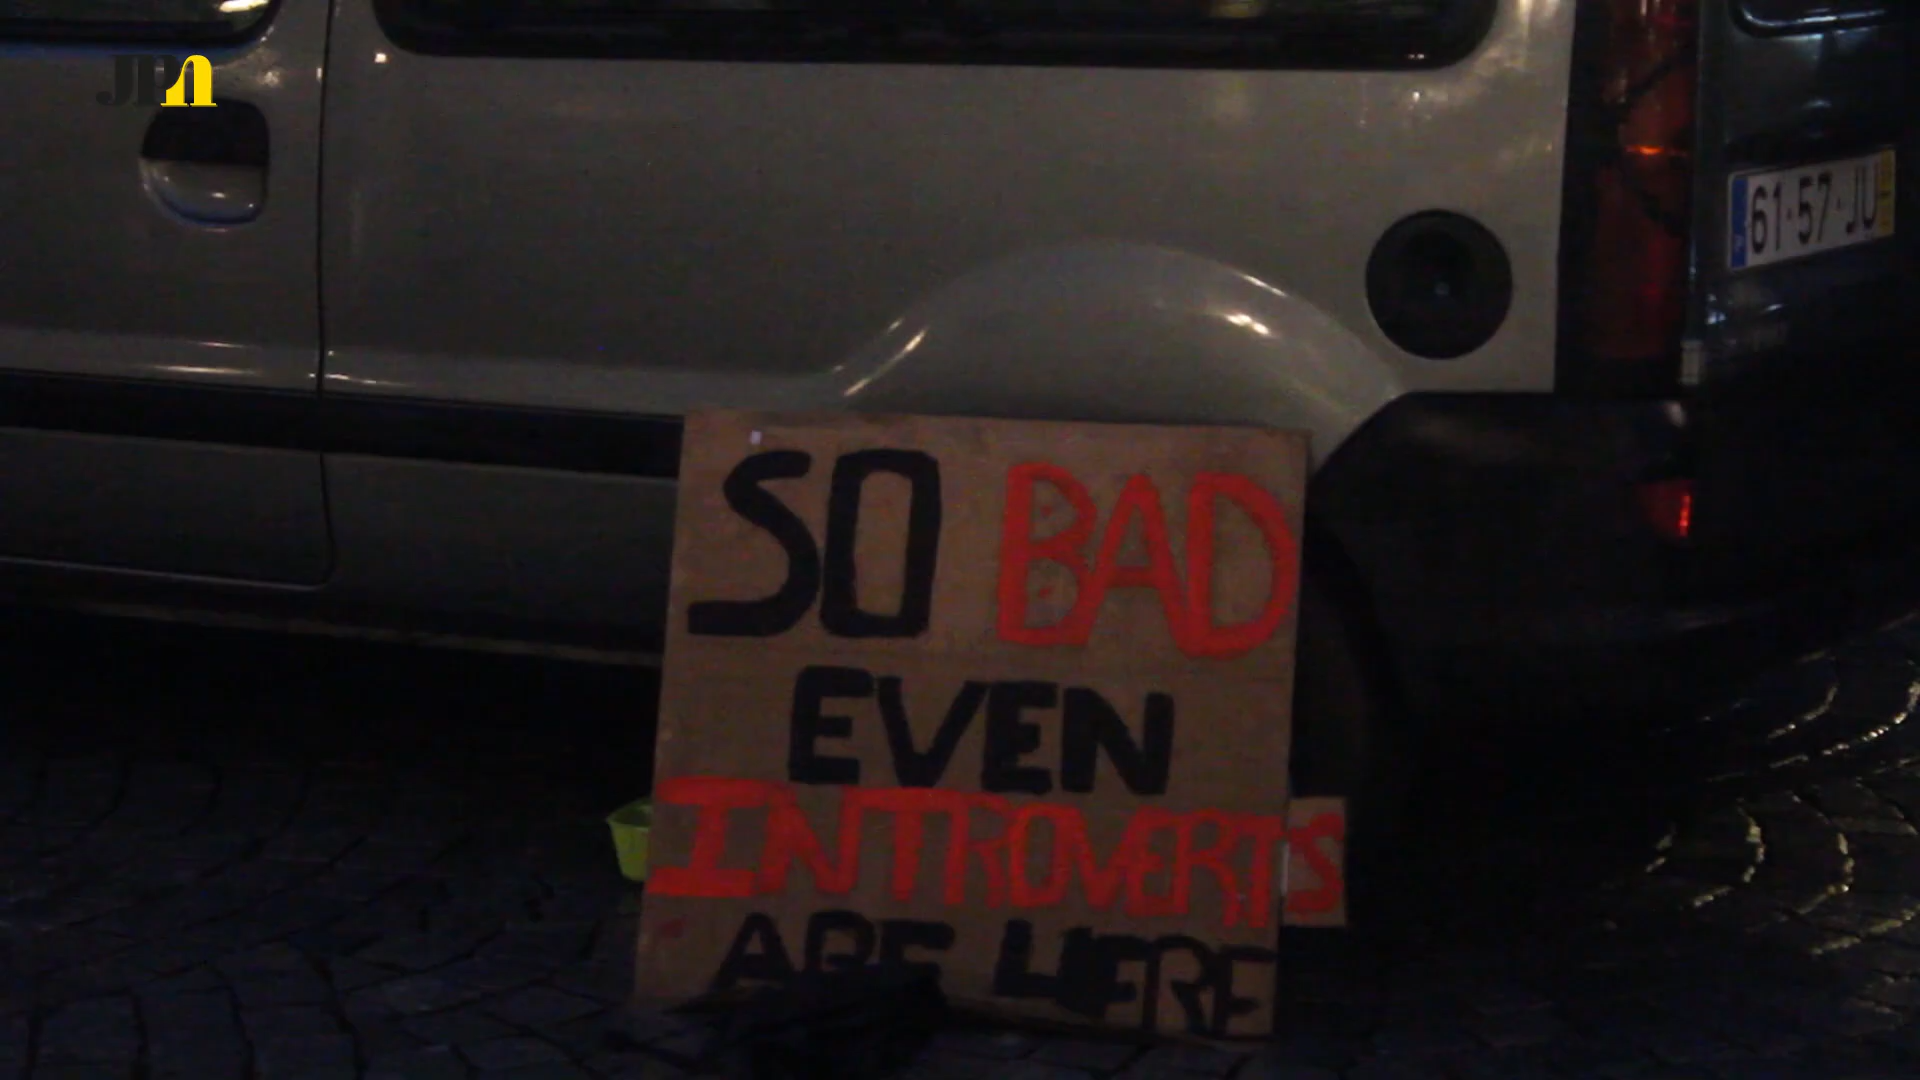 JPN
61-57-JU
SO BAD
EVEN
INTROVERTS
ARE HERE